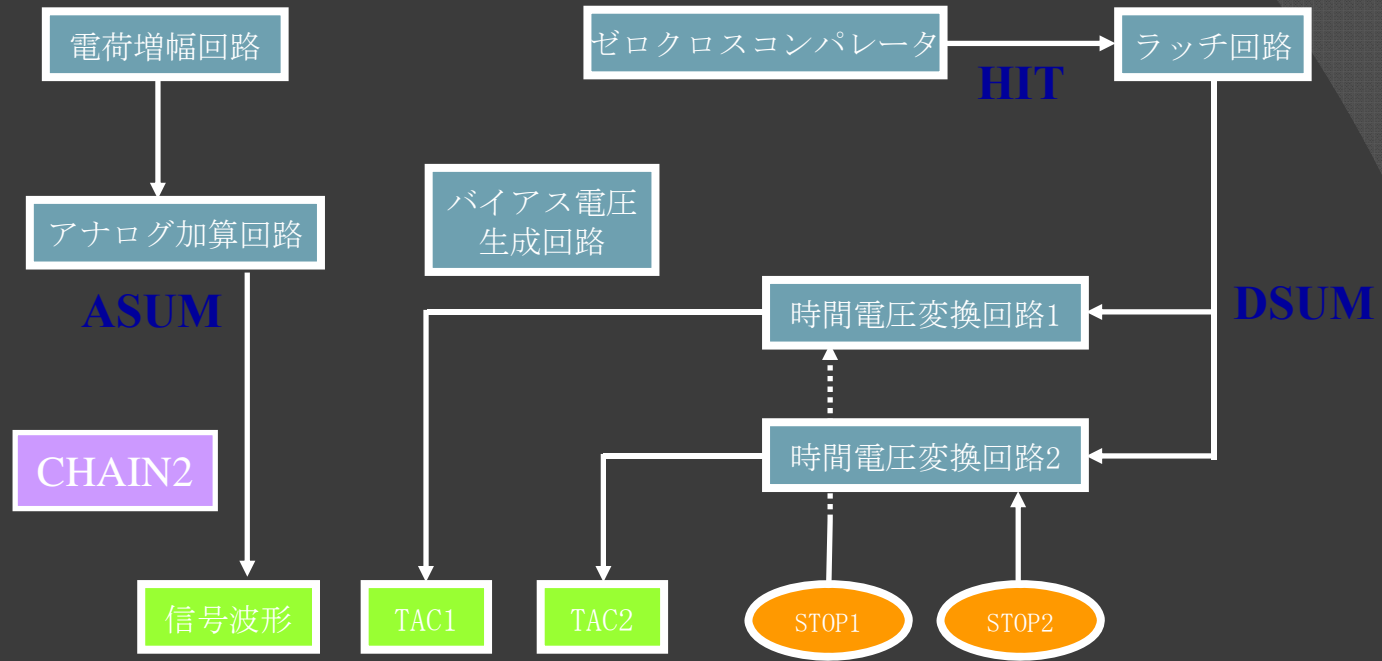 電荷増幅回路
ゼロクロスコンパレータ
ラッチ回路
HIT
バイアス電圧
生成回路
アナログ加算回路
ASUM
時間電圧変換回路1
DSUM
時間電圧変換回路2
CHAIN2
信号波形
TAC1
TAC2
STOP1
STOP2